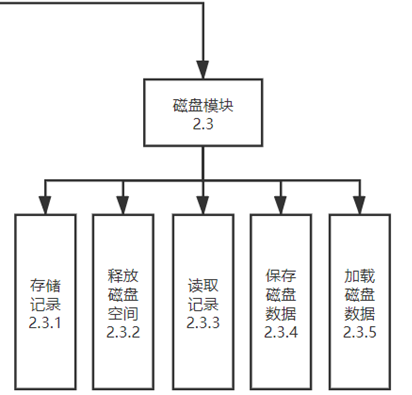 磁盘模块
2.3
存储
记录
2.3.1
释放
磁盘
空间
2.3.2
读取
记录
2.3.3
保存
磁盘
数据
2.3.4
加载
磁盘
数据
2.3.5